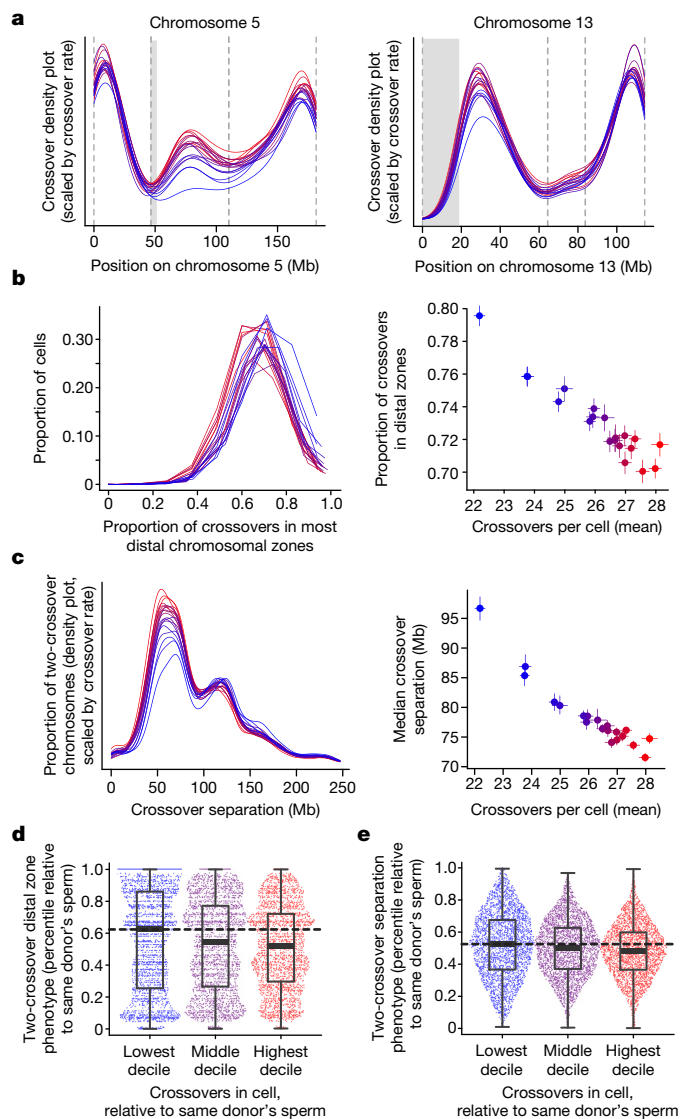 a
Chromosome 5
Chromosome 13
Crossover density plot
(scaled by crossover rate)
0 50 100 150
Position on chromosome 5 (Mb)
Crossover density plot
(scaled by crossover rate)
0 20 40 60 80 100
Position on chromosome 13 (Mb)
b
Proportion of cells
0.30
0.20
0.10
0
0 0.2 0.4 0.6 0.8 1.0
Proportion of crossovers in most
distal chromosomal zones
Proportion of crossovers
in distal zones
0.80
0.78
0.76
0.74
0.72
0.70
22 23 24 25 26 27 28
Crossovers per cell (mean)
c
Proportion of two-crossover
chromosomes (density plot,
scaled by crossover rate)
0 50 100 150 200 250
Crossover separation (Mb)
Median crossover
separation (Mb)
95
90
85
80
75
70
22 23 24 25 26 27 28
Crossovers per cell (mean)
d
Two-crossover distal zone
phenotype (percentile relative
to same donor's sperm)
1.0
0.8
0.6
0.4
0.2
0
Lowest decile
Middle decile
Highest decile
Crossovers in cell,
relative to same donor's sperm
e
Two-crossover separation
phenotype (percentile relative
to same donor's sperm)
1.0
0.8
0.6
0.4
0.2
0
Lowest decile
Middle decile
Highest decile
Crossovers in cell,
relative to same donor's sperm